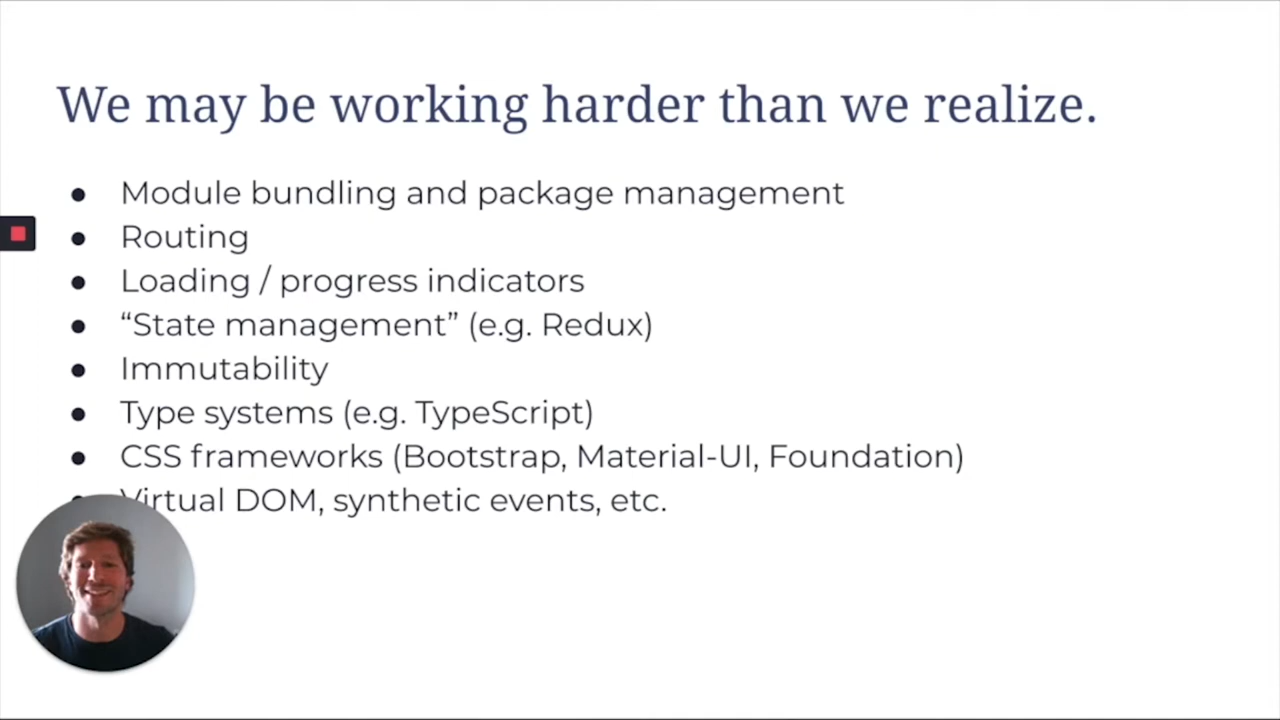 We may be working harder than we realize.
● Module bundling and package management
● Routing
● Loading / progress indicators
● “State management” (e.g. Redux)
● Immutability
● Type systems (e.g. TypeScript)
● CSS frameworks (Bootstrap, Material-UI, Foundation)
● Virtual DOM, synthetic events, etc.